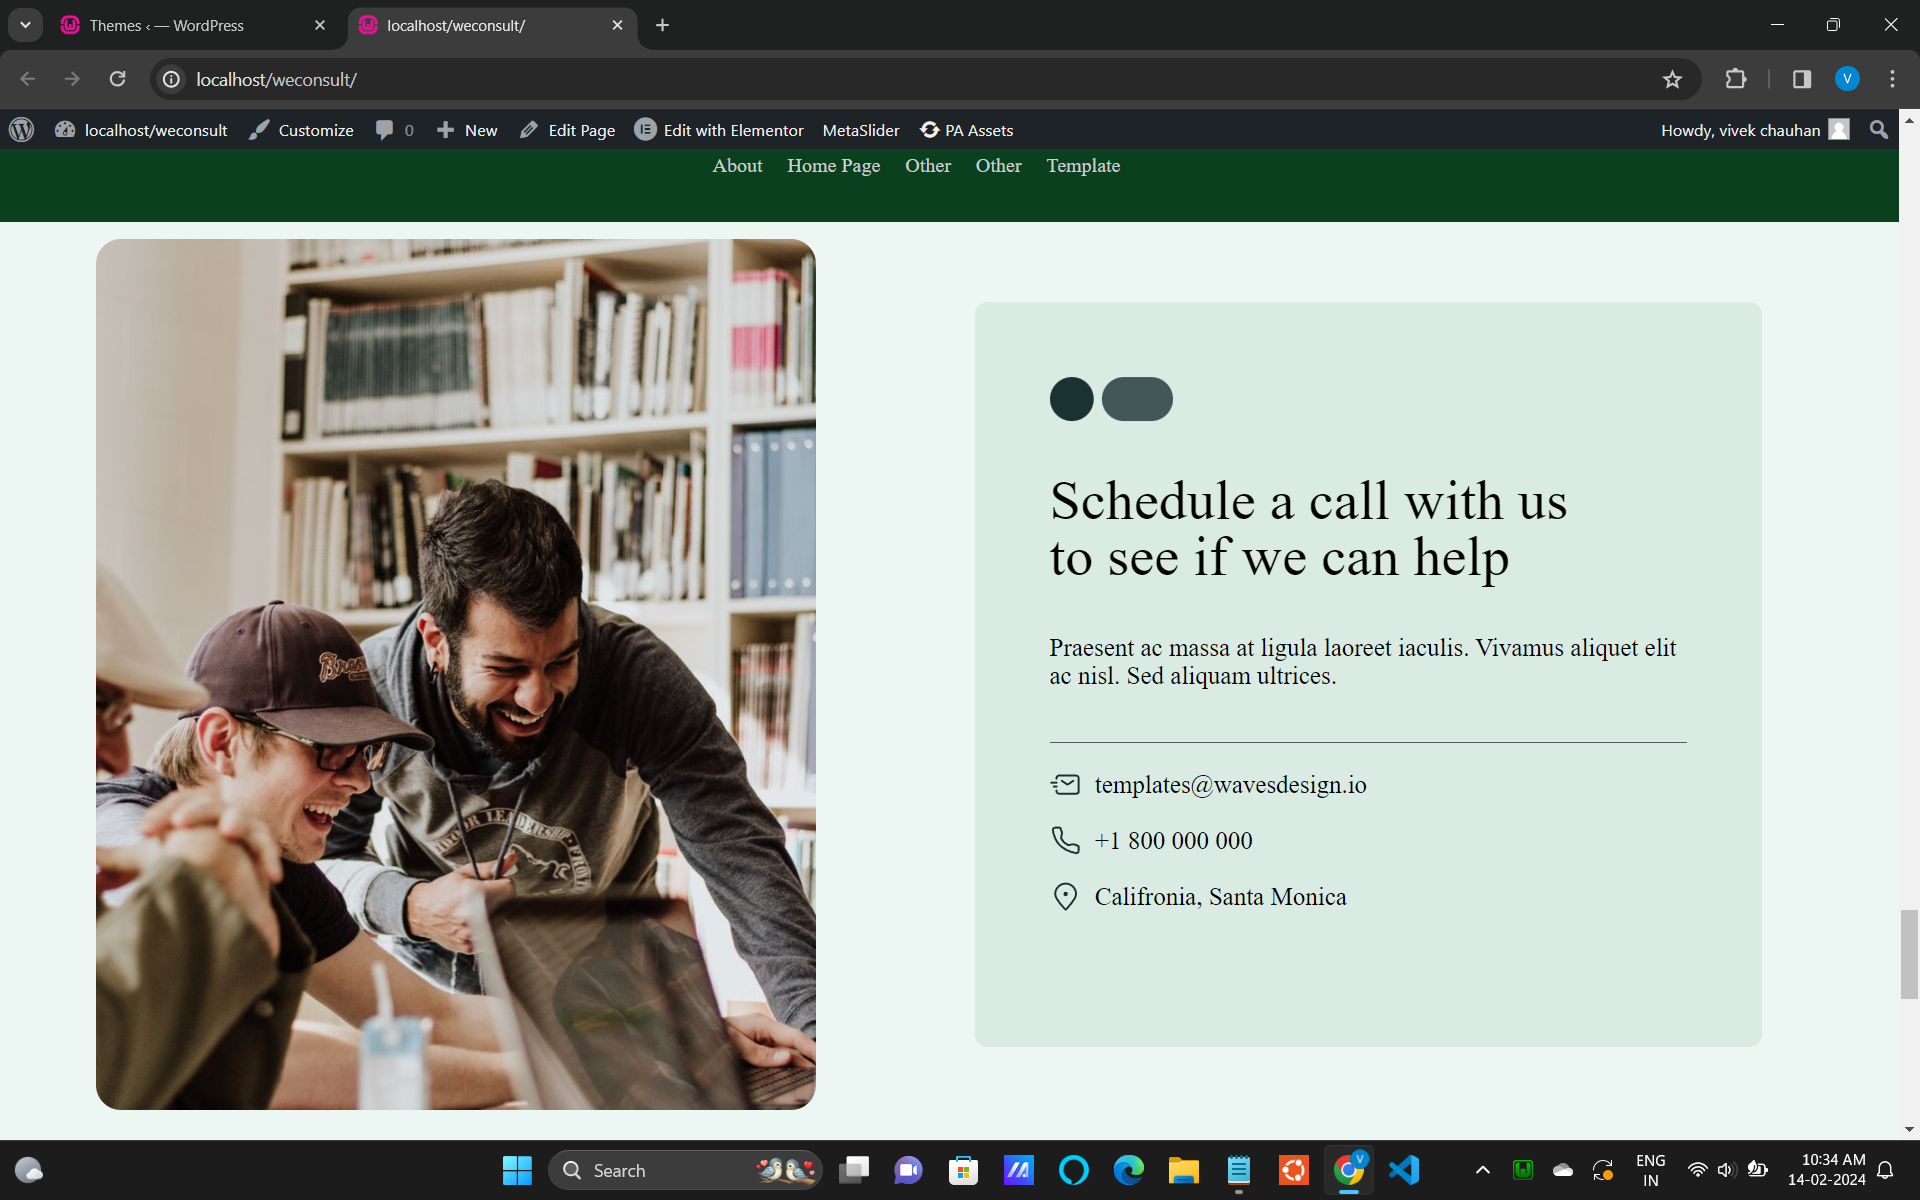 Themes ‹ — WordPress
localhost/weconsult/
localhost/weconsult/
localhost/weconsult
Customize
0
New
Edit Page
Edit with Elementor
MetaSlider
PA Assets
Howdy, vivek chauhan
About
Home Page
Other
Other
Template
Schedule a call with us
to see if we can help
Praesent ac massa at ligula laoreet iaculis. Vivamus aliquet elit
ac nisl. Sed aliquam ultrices.
templates@wavesdesign.io
+1 800 000 000
Califronia, Santa Monica
Search
ENG
IN
10:34 AM
14-02-2024